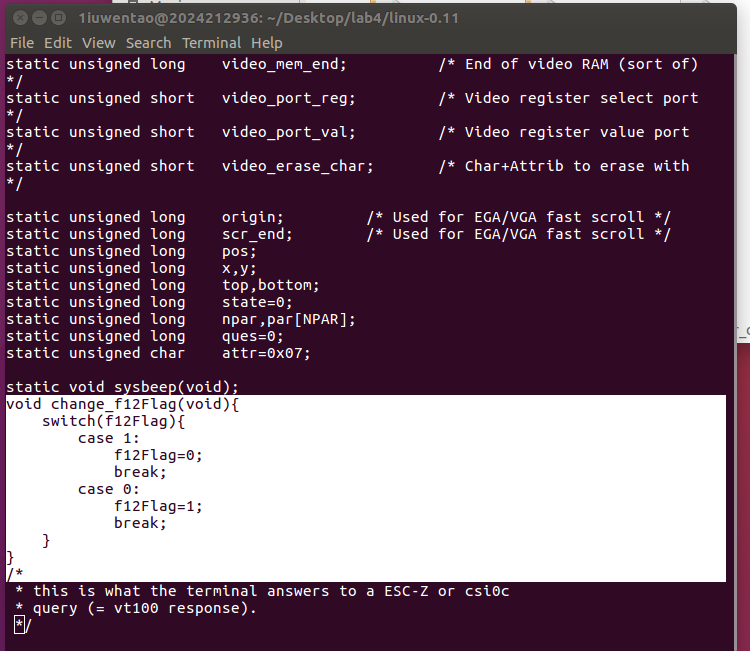 1iuwentao@2024212936: ~/Desktop/lab4/linux-0.11
File Edit View Search Terminal Help
static unsigned long    video_mem_end;          /* End of video RAM (sort of)
*/
static unsigned short   video_port_reg;         /* Video register select port
*/
static unsigned short   video_port_val;         /* Video register value port
*/
static unsigned short   video_erase_char;       /* Char+Attrib to erase with
*/
static unsigned long    origin;         /* Used for EGA/VGA fast scroll */
static unsigned long    scr_end;        /* Used for EGA/VGA fast scroll */
static unsigned long    pos;
static unsigned long    x,y;
static unsigned long    top,bottom;
static unsigned long    state=0;
static unsigned long    npar,par[NPAR];
static unsigned long    ques=0;
static unsigned char    attr=0x07;
static void sysbeep(void);
void change_f12Flag(void){
    switch(f12Flag){
        case 1:
            f12Flag=0;
            break;
        case 0:
            f12Flag=1;
            break;
    }
}
/*
 * this is what the terminal answers to a ESC-Z or csi0c
 * query (= vt100 response).
 */